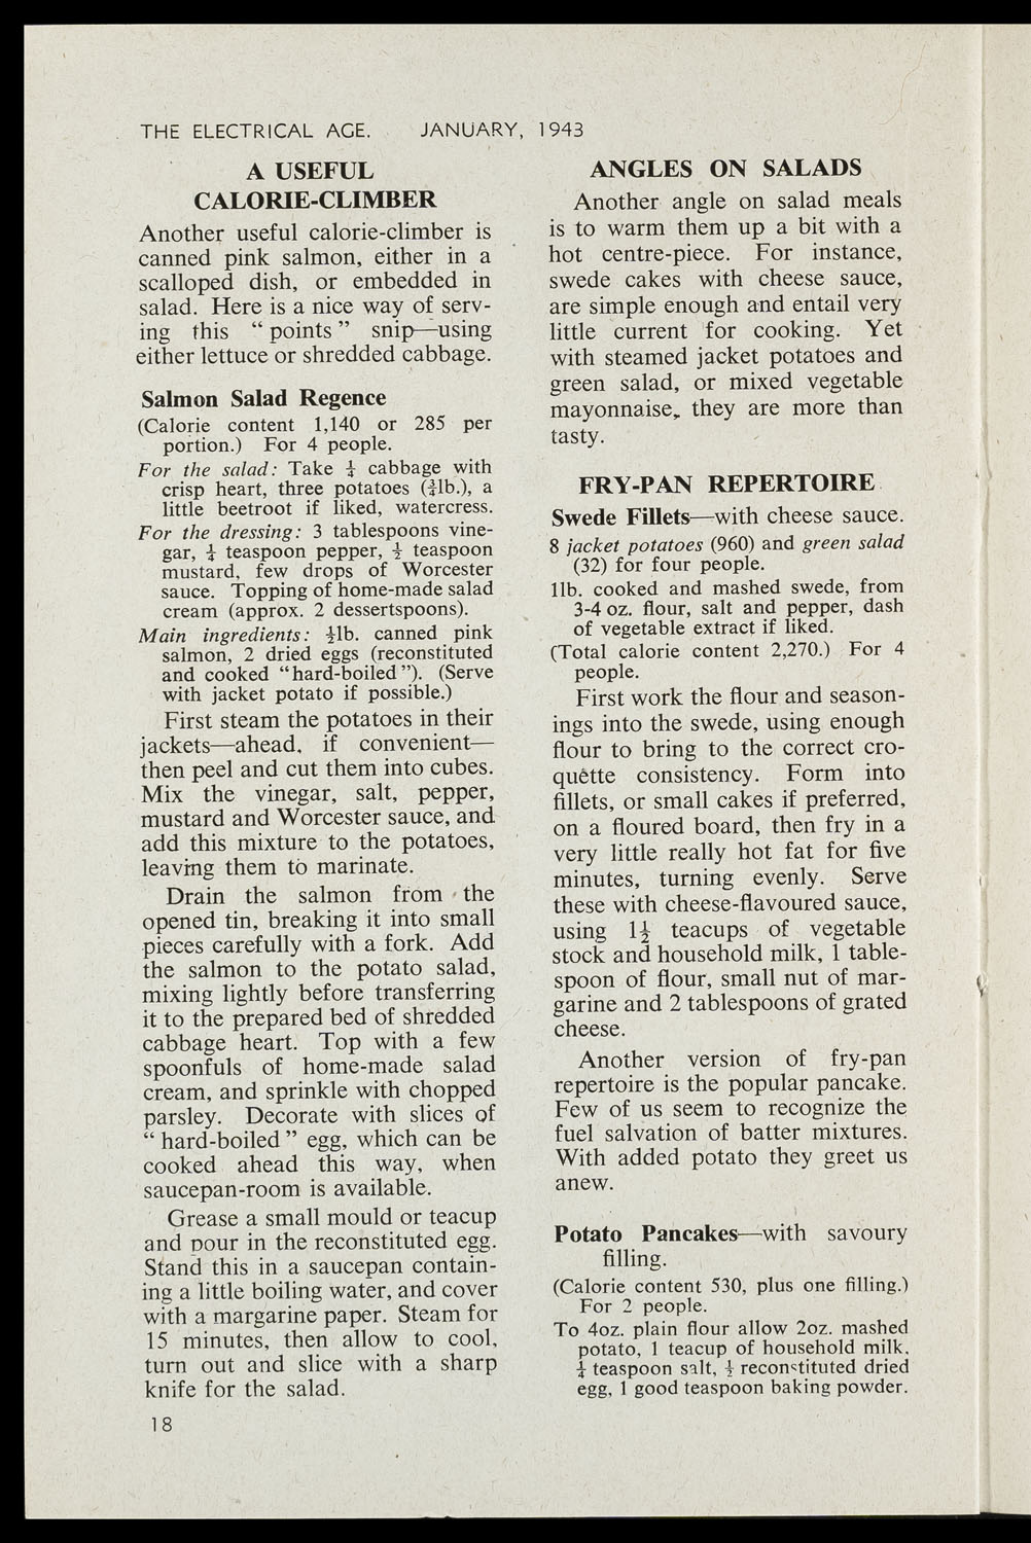 THE ELECTRICAL AGE. JANUARY, 1943
A USEFUL
CALORIE-CLIMBER
Another useful calorie-climber is
canned pink salmon, either in a
scalloped dish, or embedded in
salad. Here is a nice way of serv-
ing this “ points ” snip—using
either lettuce or shredded cabbage.
Salmon Salad Regence
(Calorie content 1,140 or 285 per
portion.) For 4 people.
For the salad: Take ¼ cabbage with
crisp heart, three potatoes (¾lb.), a
little beetroot if liked, watercress.
For the dressing: 3 tablespoons vine-
gar, ¼ teaspoon pepper, ½ teaspoon
mustard, few drops of Worcester
sauce. Topping of home-made salad
cream (approx. 2 dessertspoons).
Main ingredients: ½lb. canned pink
salmon, 2 dried eggs (reconstituted
and cooked “hard-boiled”). (Serve
with jacket potato if possible.)
First steam the potatoes in their
jackets—ahead, if convenient—
then peel and cut them into cubes.
Mix the vinegar, salt, pepper,
mustard and Worcester sauce, and
add this mixture to the potatoes,
leaving them to marinate.
Drain the salmon from the
opened tin, breaking it into small
pieces carefully with a fork. Add
the salmon to the potato salad,
mixing lightly before transferring
it to the prepared bed of shredded
cabbage heart. Top with a few
spoonfuls of home-made salad
cream, and sprinkle with chopped
parsley. Decorate with slices of
“ hard-boiled ” egg, which can be
cooked ahead this way, when
saucepan-room is available.
Grease a small mould or teacup
and pour in the reconstituted egg.
Stand this in a saucepan contain-
ing a little boiling water, and cover
with a margarine paper. Steam for
15 minutes, then allow to cool,
turn out and slice with a sharp
knife for the salad.
18
ANGLES ON SALADS
Another angle on salad meals
is to warm them up a bit with a
hot centre-piece. For instance,
swede cakes with cheese sauce,
are simple enough and entail very
little current for cooking. Yet
with steamed jacket potatoes and
green salad, or mixed vegetable
mayonnaise, they are more than
tasty.
FRY-PAN REPERTOIRE
Swede Fillets—with cheese sauce.
8 jacket potatoes (960) and green salad
(32) for four people.
1lb. cooked and mashed swede, from
3-4 oz. flour, salt and pepper, dash
of vegetable extract if liked.
(Total calorie content 2,270.) For 4
people.
First work the flour and season-
ings into the swede, using enough
flour to bring to the correct cro-
quêtte consistency. Form into
fillets, or small cakes if preferred,
on a floured board, then fry in a
very little really hot fat for five
minutes, turning evenly. Serve
these with cheese-flavoured sauce,
using 1½ teacups of vegetable
stock and household milk, 1 table-
spoon of flour, small nut of mar-
garine and 2 tablespoons of grated
cheese.
Another version of fry-pan
repertoire is the popular pancake.
Few of us seem to recognize the
fuel salvation of batter mixtures.
With added potato they greet us
anew.
Potato Pancakes—with savoury
filling.
(Calorie content 530, plus one filling.)
For 2 people.
To 4oz. plain flour allow 2oz. mashed
potato, 1 teacup of household milk,
¼ teaspoon salt, ½ reconstituted dried
egg, 1 good teaspoon baking powder.